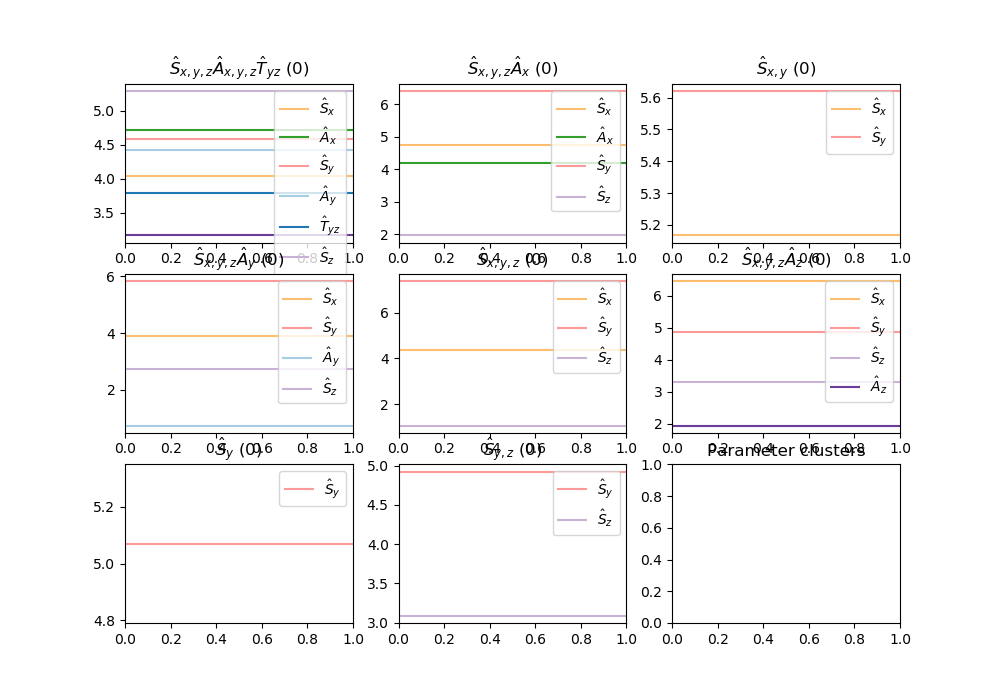 Ŝx,y,zÂx,y,zT̂yz (0)
Ŝx,y,zÂx (0)
Ŝx,y (0)
5.0
4.5
4.0
3.5
Ŝx
Âx
Ŝy
Ây
T̂yz
Ŝz
0.0 0.2 0.4 0.6 0.8 1.0
6
5
4
3
2
Ŝx
Âx
Ŝy
Ŝz
0.0 0.2 0.4 0.6 0.8 1.0
5.6
5.5
5.4
5.3
5.2
Ŝx
Ŝy
0.0 0.2 0.4 0.6 0.8 1.0
Ŝx,y,zÂy (0)
Ŝx,y,z (0)
Ŝx,y,zÂz (0)
6
4
2
Ŝx
Ŝy
Ây
Ŝz
0.0 0.2 0.4 0.6 0.8 1.0
6
4
2
Ŝx
Ŝy
Ŝz
0.0 0.2 0.4 0.6 0.8 1.0
6
5
4
3
2
Ŝx
Ŝy
Ŝz
Âz
0.0 0.2 0.4 0.6 0.8 1.0
Ŝy (0)
Ŝy,z (0)
Parameter clusters
5.2
5.0
4.8
Ŝy
0.0 0.2 0.4 0.6 0.8 1.0
5.0
4.5
4.0
3.5
3.0
Ŝy
Ŝz
0.0 0.2 0.4 0.6 0.8 1.0
1.0
0.8
0.6
0.4
0.2
0.0
0.0 0.2 0.4 0.6 0.8 1.0